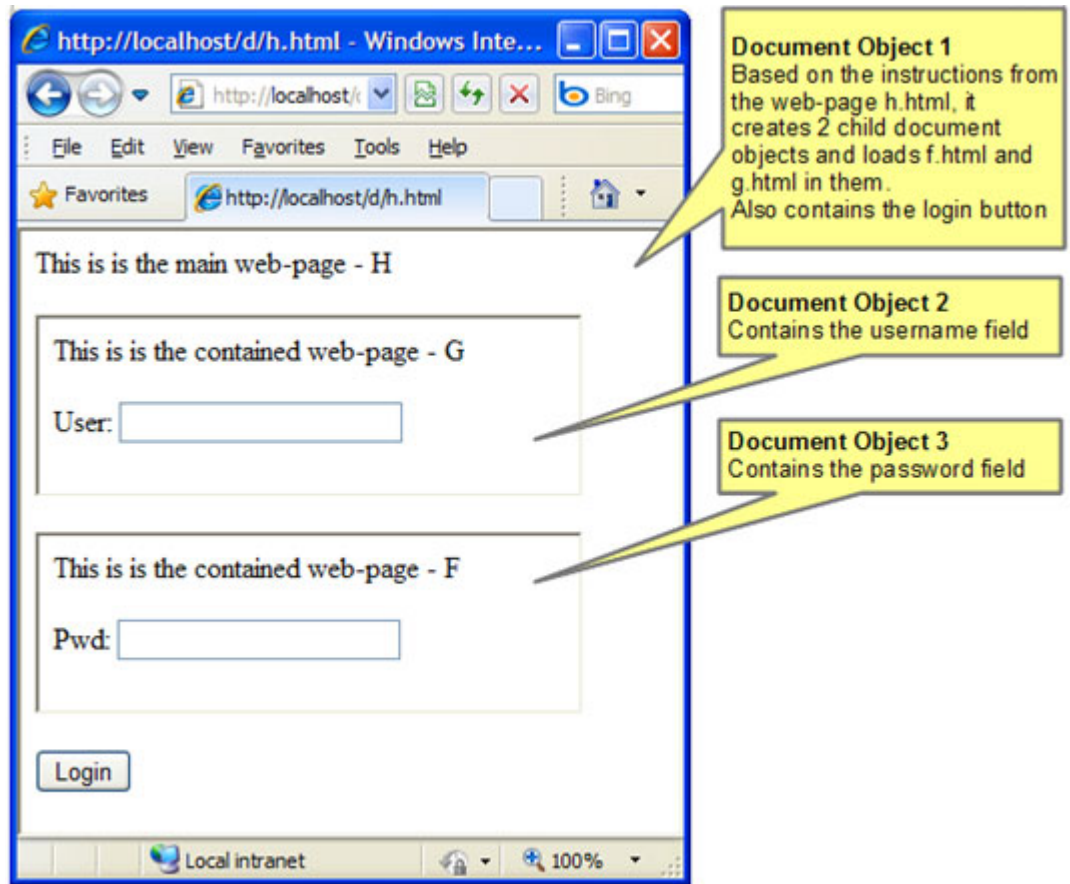 http://localhost/d/h.html - Windows Inte...
http://localhost/
Bing
File Edit View Favorites Tools Help
Favorites
http://localhost/d/h.html
This is is the main web-page - H
This is is the contained web-page - G
User:
This is is the contained web-page - F
Pwd:
Login
Local intranet
100%
Document Object 1
Based on the instructions from
the web-page h.html, it
creates 2 child document
objects and loads f.html and
g.html in them.
Also contains the login button
Document Object 2
Contains the username field
Document Object 3
Contains the password field